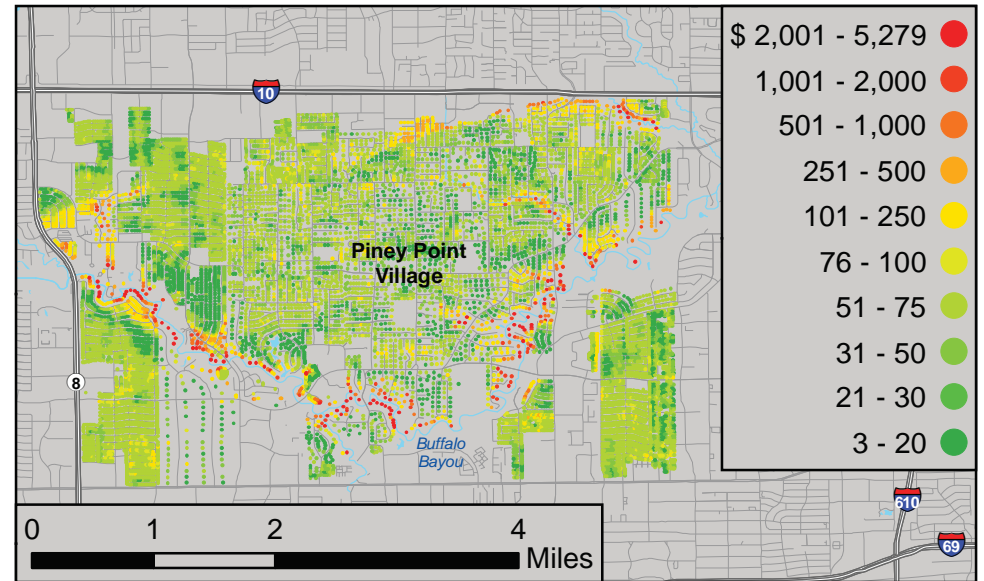 $ 2,001 - 5,279
1,001 - 2,000
501 - 1,000
251 - 500
101 - 250
76 - 100
51 - 75
31 - 50
21 - 30
3 - 20
10
Piney Point
Village
8
Buffalo
Bayou
610
69
0 1 2 4
Miles